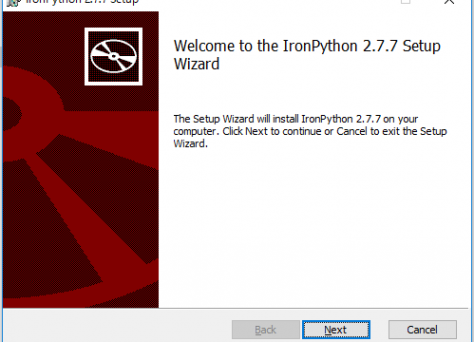 IronPython 2.7.7 Setup
Welcome to the IronPython 2.7.7 Setup
Wizard
The Setup Wizard will install IronPython 2.7.7 on your
computer. Click Next to continue or Cancel to exit the Setup
Wizard.
Back
Next
Cancel